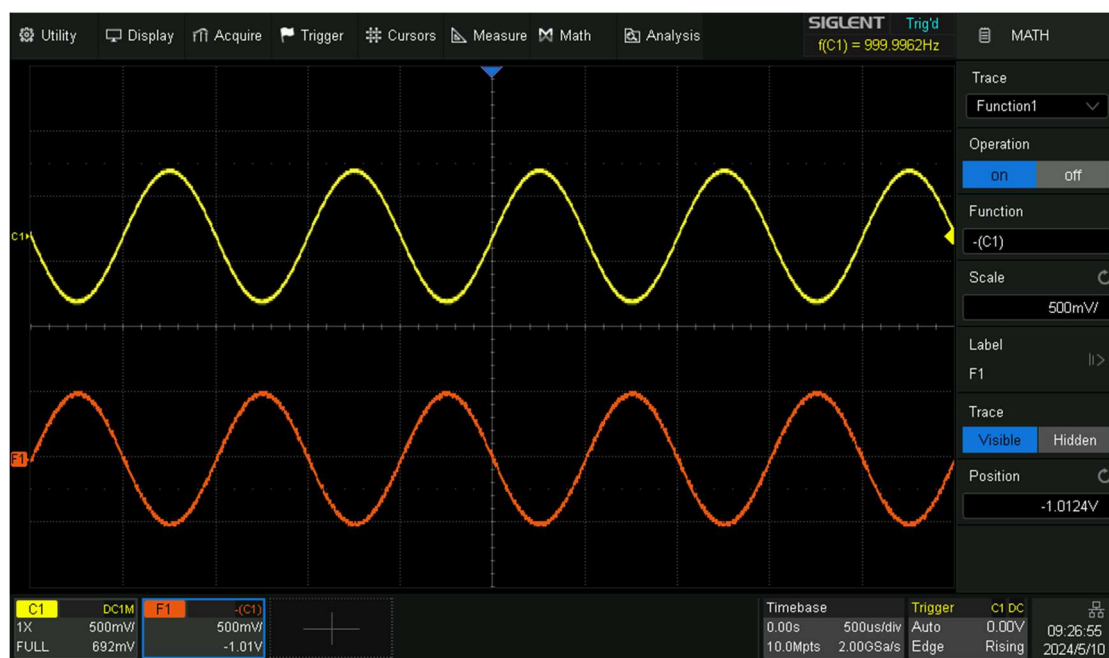 Utility Display Acquire Trigger Cursors Measure Math Analysis SIGLENT Trig'd MATH
f(C1) = 999.9962Hz
Trace
Function1
Operation
on off
Function
-(C1)
Scale
500mV/
Label
F1
Trace
Visible Hidden
Position
-1.0124V
C1
F1
C1 DC1M F1 -(C1) Timebase Trigger C1 DC
1X 500mV/ 500mV/ 0.00s 500us/div Auto 0.00V 09:26:55
FULL 692mV -1.01V 10.0Mpts 2.00GSa/s Edge Rising 2024/5/10